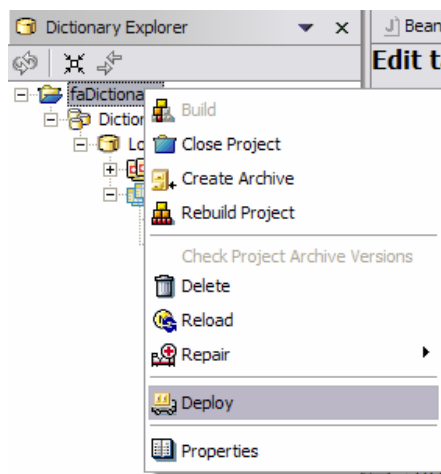 Dictionary Explorer
Bean
Edit t
faDictiona
Diction
Lo
Build
Close Project
Create Archive
Rebuild Project
Check Project Archive Versions
Delete
Reload
Repair
Deploy
Properties